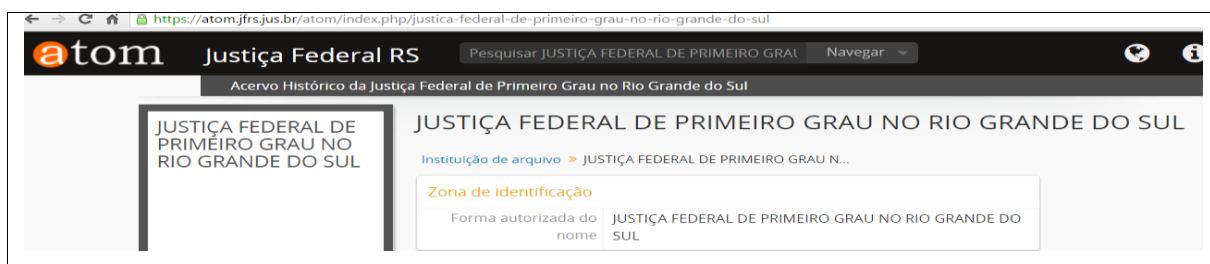 https://atom.jfrs.jus.br/atom/index.php/justica-federal-de-primeiro-grau-no-rio-grande-do-sul
atom Justiça Federal RS Pesquisar JUSTIÇA FEDERAL DE PRIMEIRO GRAU Navegar
Acervo Histórico da Justiça Federal de Primeiro Grau no Rio Grande do Sul
JUSTIÇA FEDERAL DE
PRIMEIRO GRAU NO
RIO GRANDE DO SUL
JUSTIÇA FEDERAL DE PRIMEIRO GRAU NO RIO GRANDE DO SUL
Instituição de arquivo » JUSTIÇA FEDERAL DE PRIMEIRO GRAU N...
Zona de identificação
Forma autorizada do
nome
JUSTIÇA FEDERAL DE PRIMEIRO GRAU NO RIO GRANDE DO
SUL